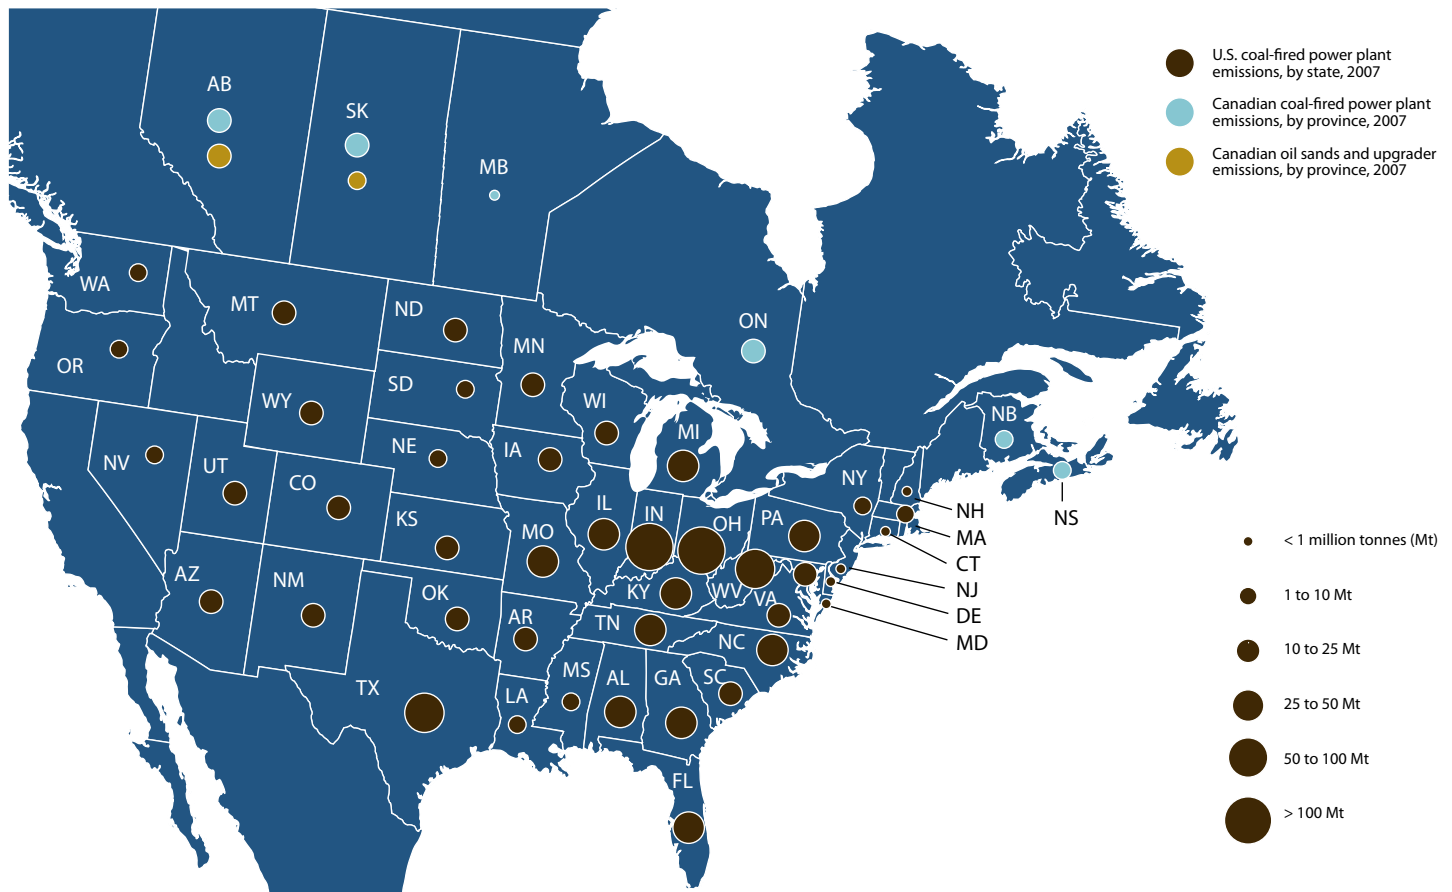 U.S. coal-fired power plant
emissions, by state, 2007
Canadian coal-fired power plant
emissions, by province, 2007
Canadian oil sands and upgrader
emissions, by province, 2007
AB
SK
MB
WA
MT
ND
ON
MN
OR
SD
WY
WI
NB
MI
NE
IA
NV
UT
NY
CO
IL
NH
KS
IN
OH
PA
NS
MO
MA
CT
AZ
NM
OK
KY
WV
VA
NJ
AR
TN
DE
NC
MD
MS
AL
GA
SC
TX
LA
FL
< 1 million tonnes (Mt)
1 to 10 Mt
10 to 25 Mt
25 to 50 Mt
50 to 100 Mt
> 100 Mt